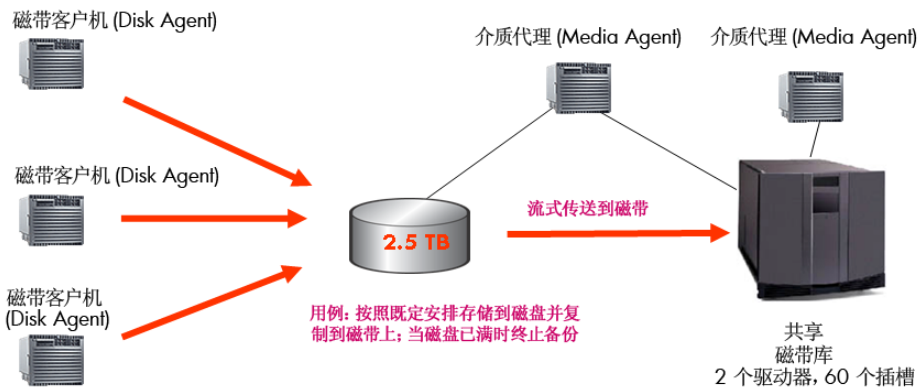 磁带客户机 (Disk Agent)
介质代理 (Media Agent)
介质代理 (Media Agent)
磁带客户机 (Disk Agent)
流式传送到磁带
2.5 TB
磁带客户机
(Disk Agent)
用例：按照既定安排存储到磁盘并复
制到磁带上；当磁盘已满时终止备份
共享
磁带库
2 个驱动器，60 个插槽